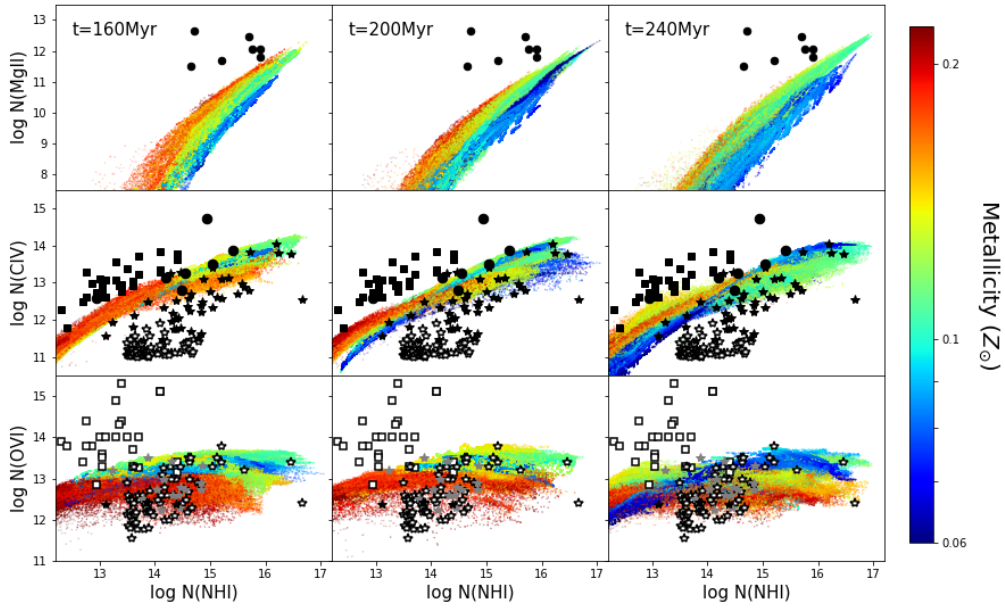 t=160Myr t=200Myr t=240Myr
13
12
11
10
9
8
log N(MgII)
15
14
13
12
11
log N(CIV)
15
14
13
12
11
log N(OVI)
13 14 15 16 17 13 14 15 16 17 13 14 15 16 17
log N(NHI) log N(NHI) log N(NHI)
0.2
0.1
0.06
Metallicity (Z⊙)